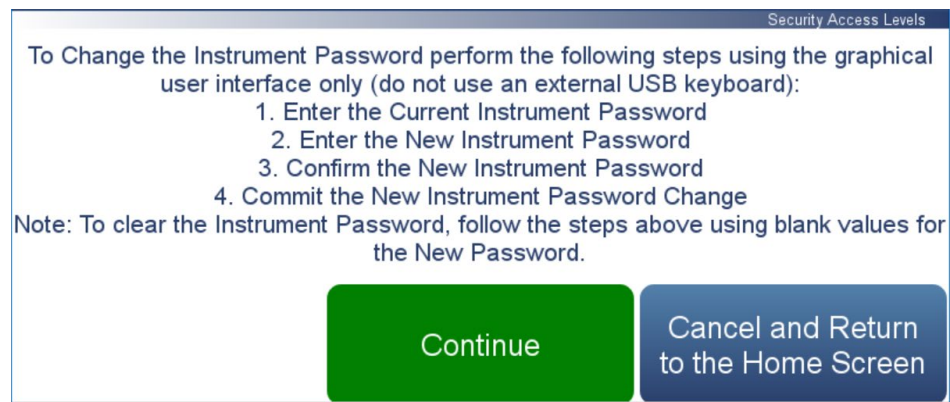 Security Access Levels
To Change the Instrument Password perform the following steps using the graphical
user interface only (do not use an external USB keyboard):
1. Enter the Current Instrument Password
2. Enter the New Instrument Password
3. Confirm the New Instrument Password
4. Commit the New Instrument Password Change
Note: To clear the Instrument Password, follow the steps above using blank values for
the New Password.
Continue
Cancel and Return
to the Home Screen